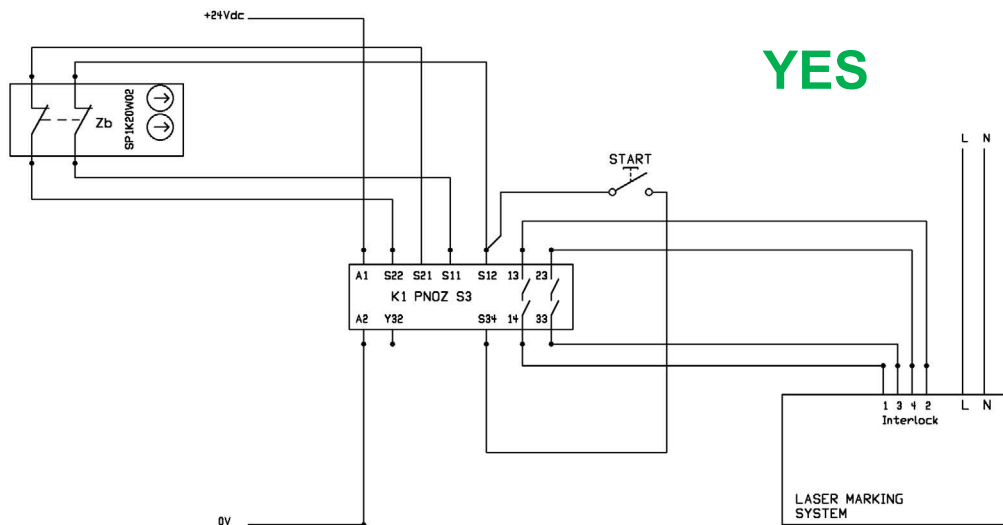 +24Vdc
YES
Zb
SP1K20W02
START
L N
A1 S22 S21 S11 S12 13 23
K1 PNOZ S3
A2 Y32 S34 14 33
1 3 4 2 L N
Interlock
LASER MARKING
SYSTEM
0V